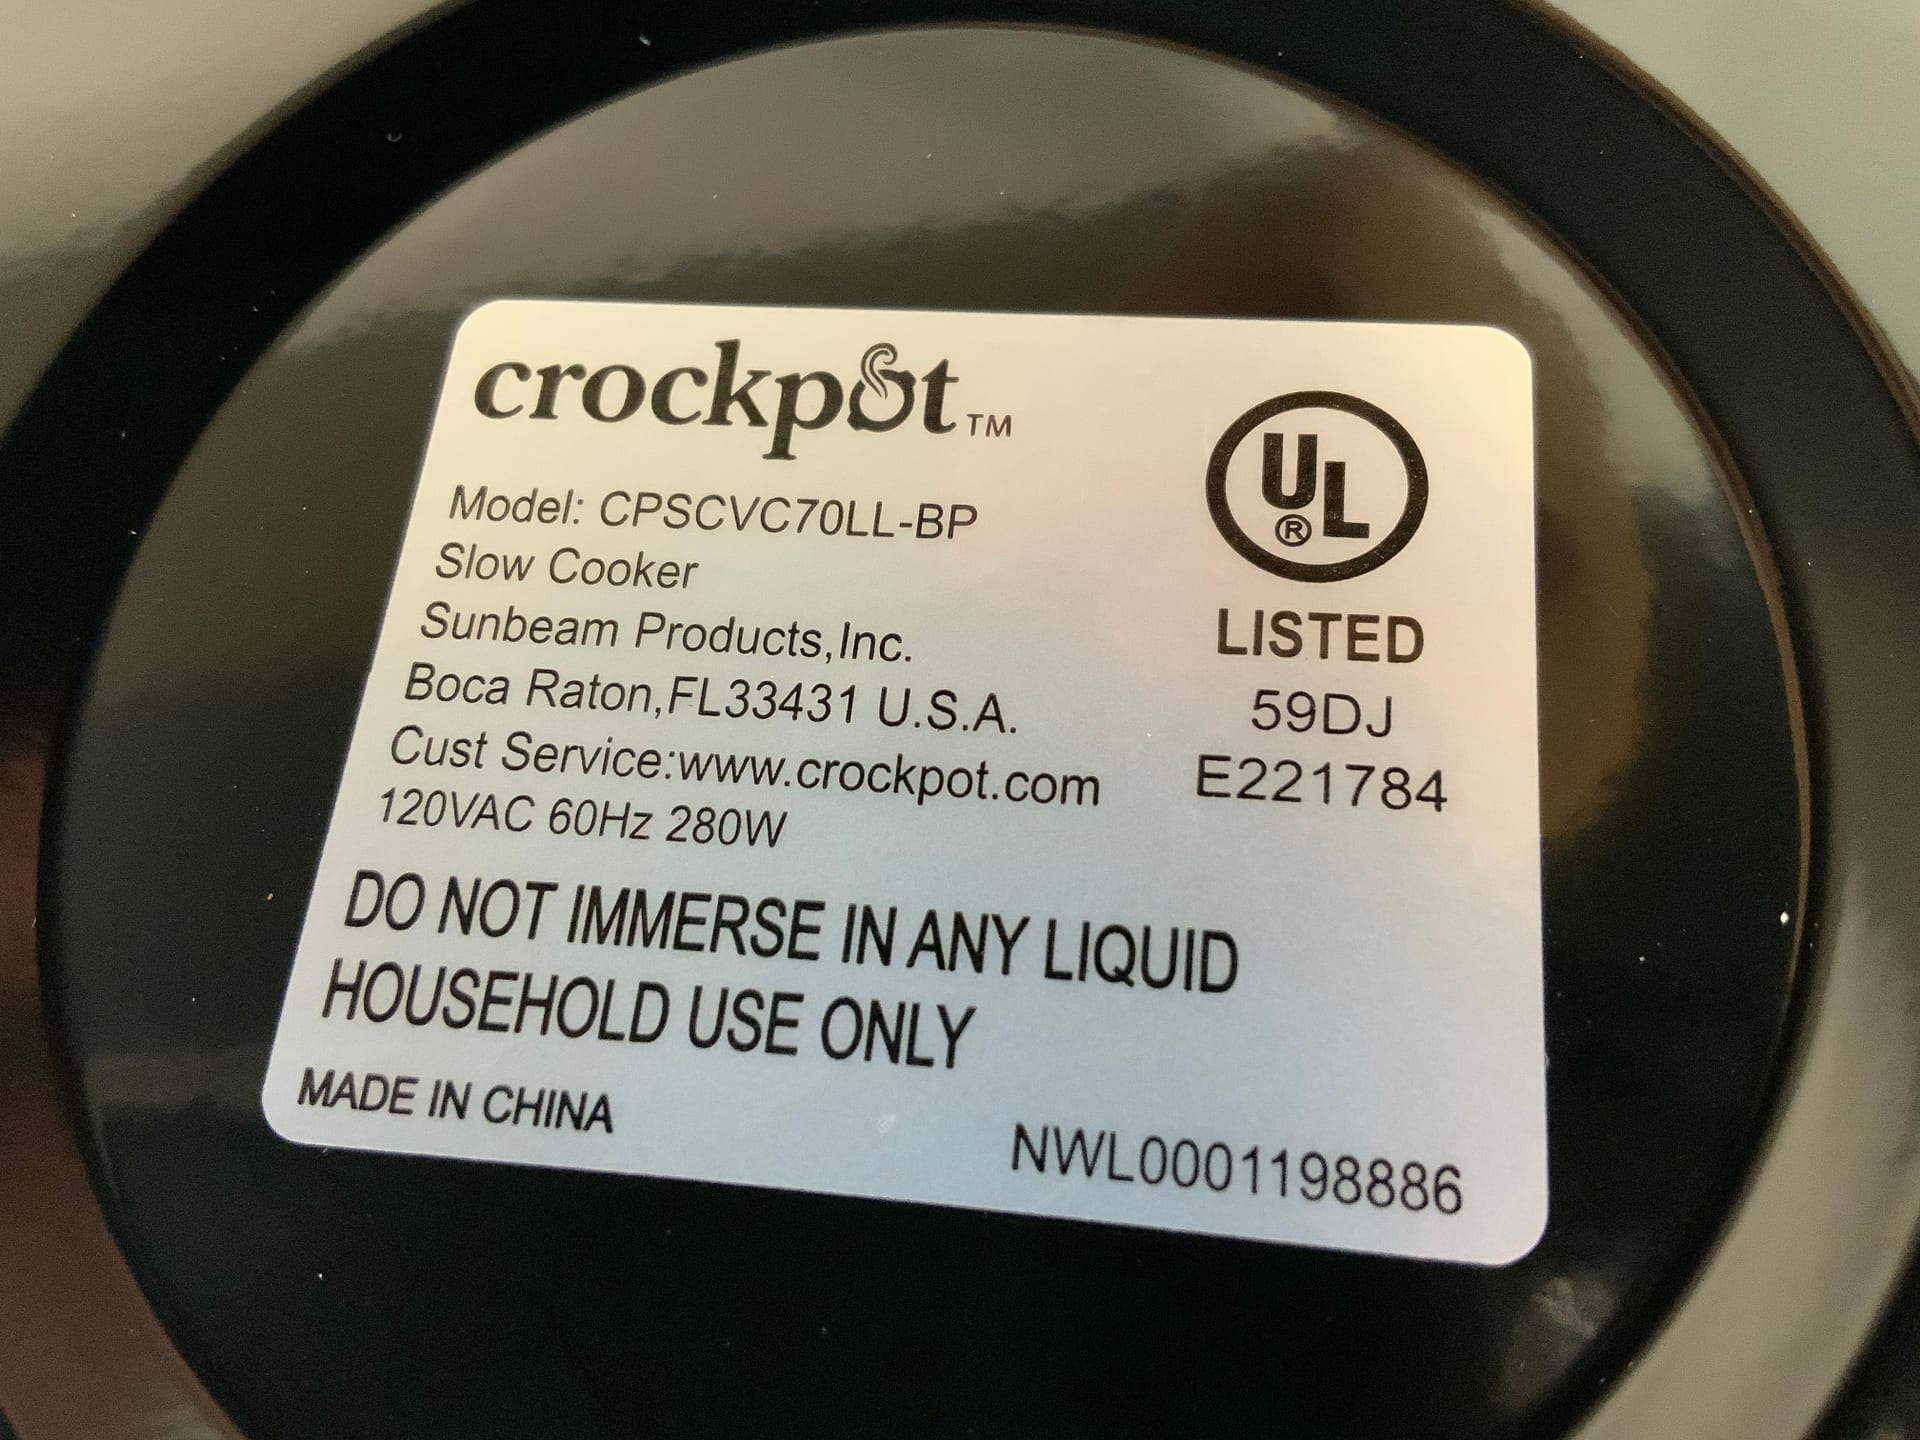 crockpot™
Model: CPSCVC70LL-BP
Slow Cooker
Sunbeam Products,Inc.
Boca Raton,FL33431 U.S.A.
Cust Service:www.crockpot.com
120VAC 60Hz 280W
UL®
LISTED
59DJ
E221784
DO NOT IMMERSE IN ANY LIQUID
HOUSEHOLD USE ONLY
MADE IN CHINA
NWL0001198886